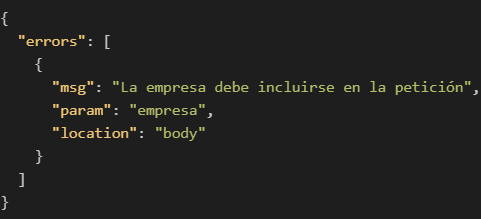 {
  "errors": [
    {
      "msg": "La empresa debe incluirse en la petición",
      "param": "empresa",
      "location": "body"
    }
  ]
}